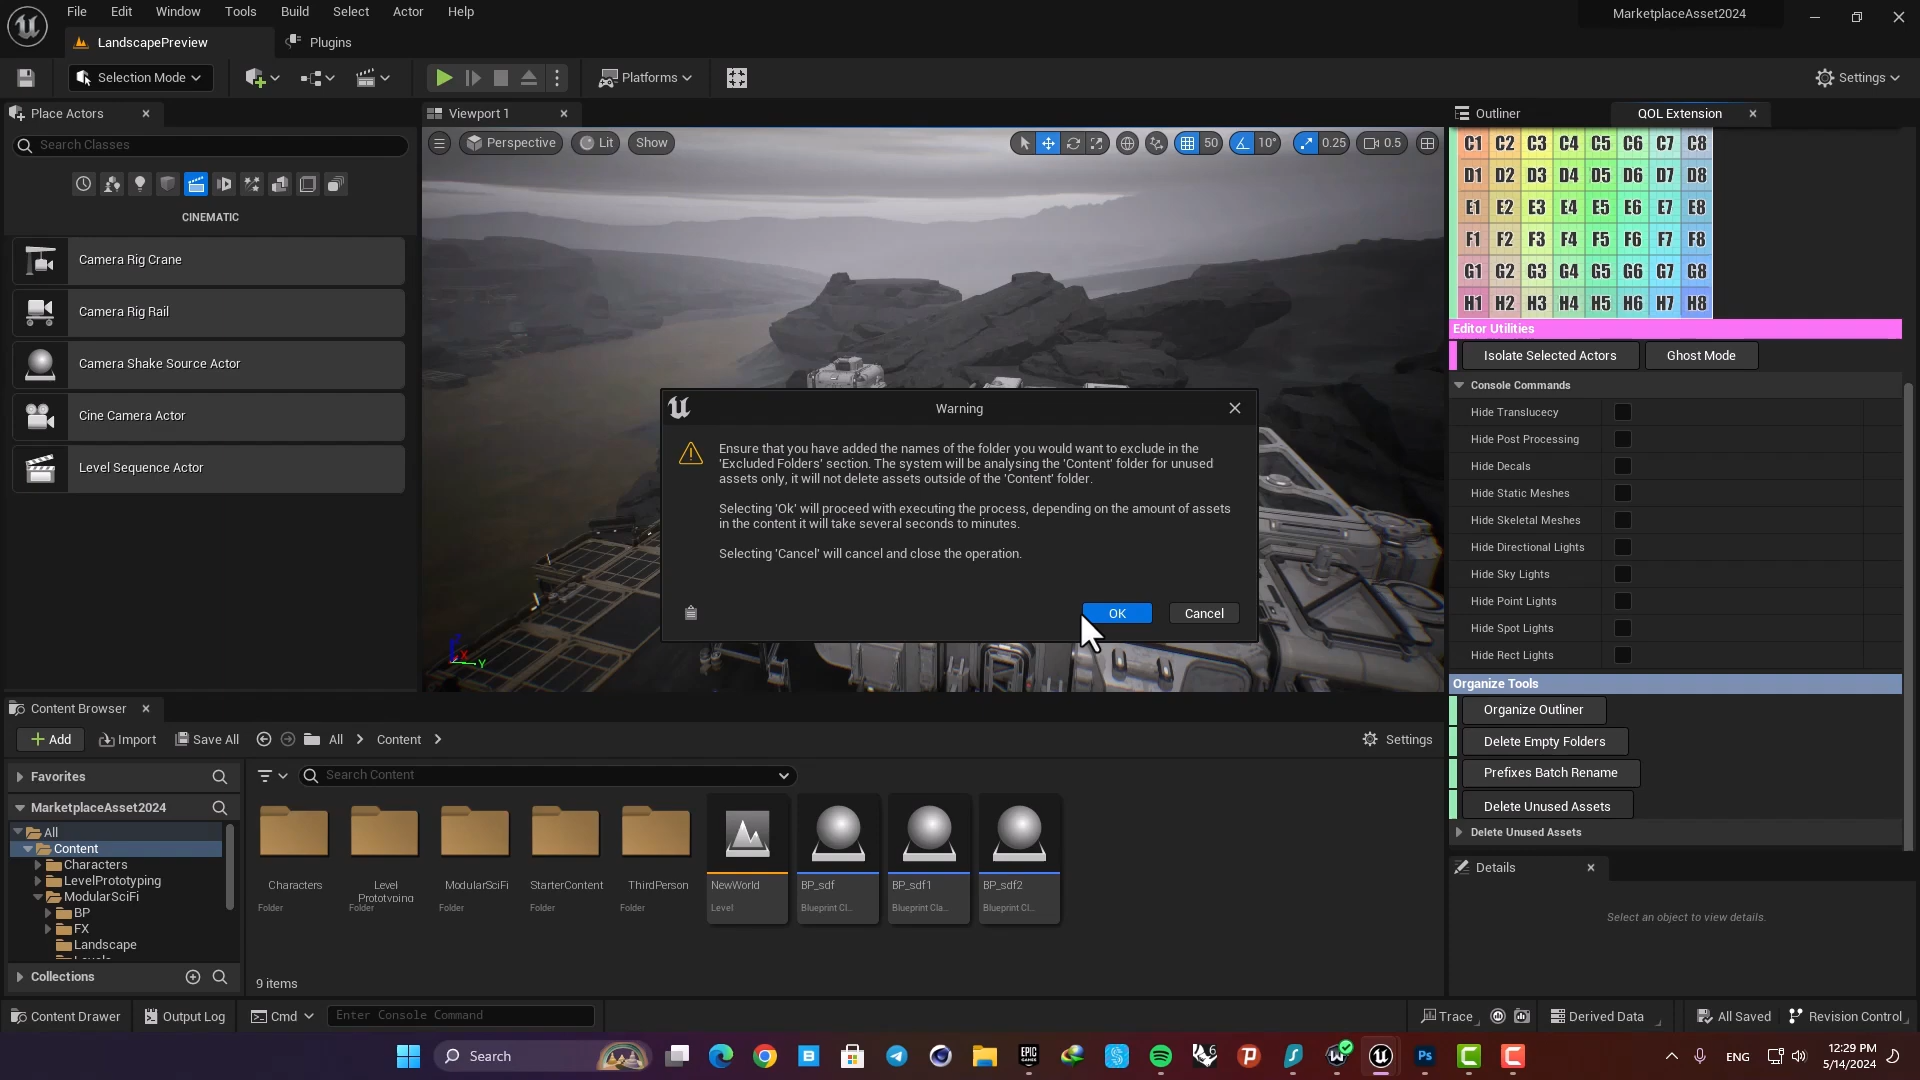 File Edit Window Tools Build Select Actor Help
MarketplaceAsset2024
LandscapePreview
Plugins
Selection Mode
Platforms
Settings
Place Actors
Search Classes
CINEMATIC
Camera Rig Crane
Camera Rig Rail
Camera Shake Source Actor
Cine Camera Actor
Level Sequence Actor
Viewport 1
Perspective
Lit
Show
50
10°
0.25
0.5
X
Y
Warning
Ensure that you have added the names of the folder you would want to exclude in the
'Excluded Folders' section. The system will be analysing the 'Content' folder for unused
assets only, it will not delete assets outside of the 'Content' folder.
Selecting 'Ok' will proceed with executing the process, depending on the amount of assets
in the content it will take several seconds to minutes.
Selecting 'Cancel' will cancel and close the operation.
OK
Cancel
Outliner
QOL Extension
C1 C2 C3 C4 C5 C6 C7 C8
D1 D2 D3 D4 D5 D6 D7 D8
E1 E2 E3 E4 E5 E6 E7 E8
F1 F2 F3 F4 F5 F6 F7 F8
G1 G2 G3 G4 G5 G6 G7 G8
H1 H2 H3 H4 H5 H6 H7 H8
Editor Utilities
Isolate Selected Actors
Ghost Mode
Console Commands
Hide Translucecy
Hide Post Processing
Hide Decals
Hide Static Meshes
Hide Skeletal Meshes
Hide Directional Lights
Hide Sky Lights
Hide Point Lights
Hide Spot Lights
Hide Rect Lights
Organize Tools
Organize Outliner
Delete Empty Folders
Prefixes Batch Rename
Delete Unused Assets
Delete Unused Assets
Details
Select an object to view details.
Content Browser
Add
Import
Save All
All
Content
Settings
Favorites
MarketplaceAsset2024
All
Content
Characters
LevelPrototyping
ModularSciFi
BP
FX
Landscape
Levels
Collections
Search Content
Characters
Folder
Level
Prototyping
Folder
ModularSciFi
Folder
StarterContent
Folder
ThirdPerson
Folder
NewWorld
Level
BP_sdf
Blueprint Cl...
BP_sdf1
Blueprint Cla...
BP_sdf2
Blueprint Cl...
9 items
Content Drawer
Output Log
Cmd
Enter Console Command
Trace
Derived Data
All Saved
Revision Control
Search
EPIC
GAMES
Ps
ENG
12:29 PM
5/14/2024